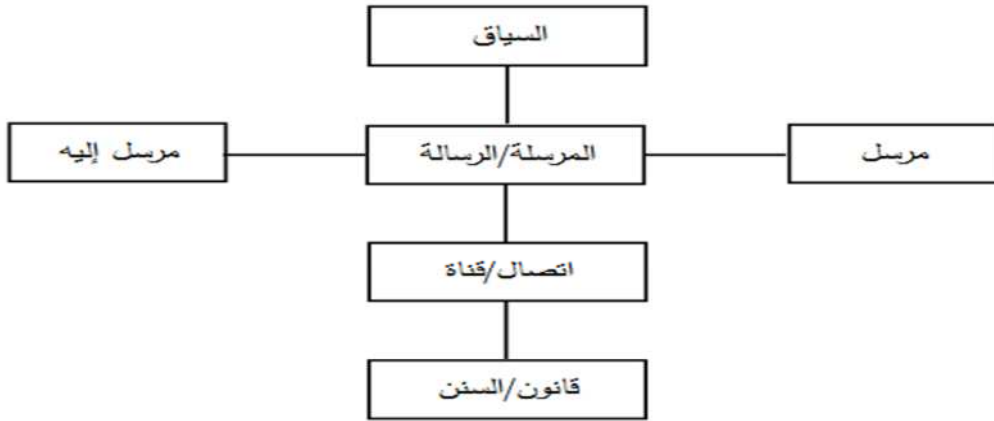 السياق
مرسل
المرسلة/الرسالة
مرسل إليه
اتصال/قناة
قانون/السنن